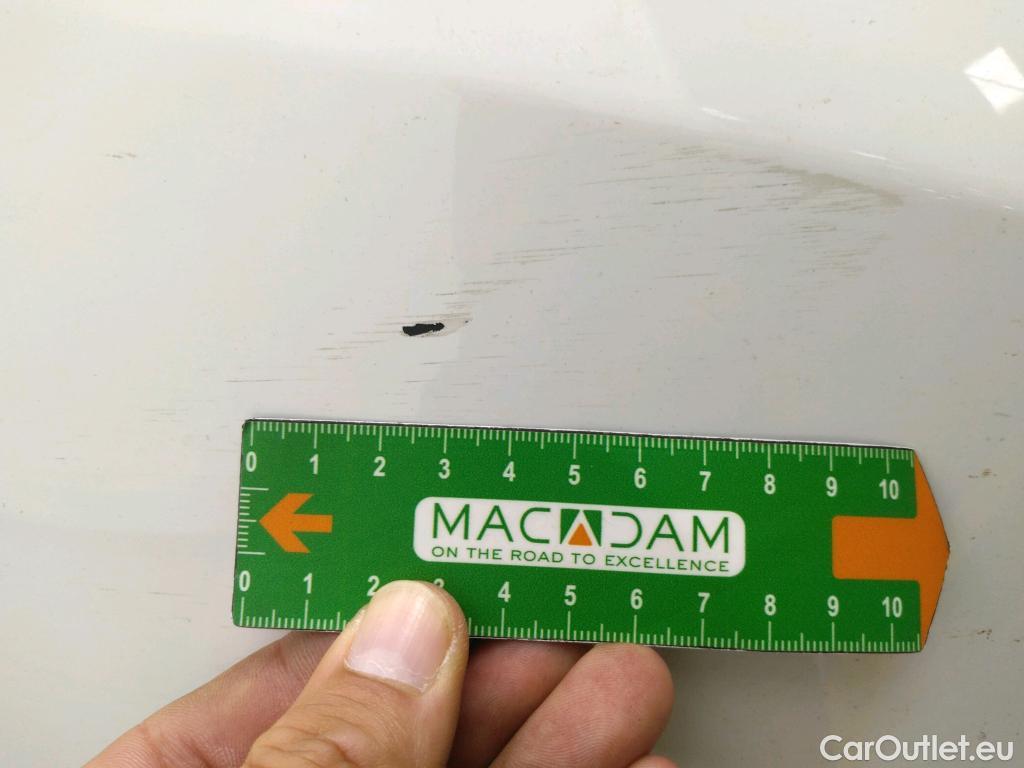 0 1 2 3 4 5 6 7 8 9 10
MACADAM
ON THE ROAD TO EXCELLENCE
0 1 2 3 4 5 6 7 8 9 10
CarOutlet.eu